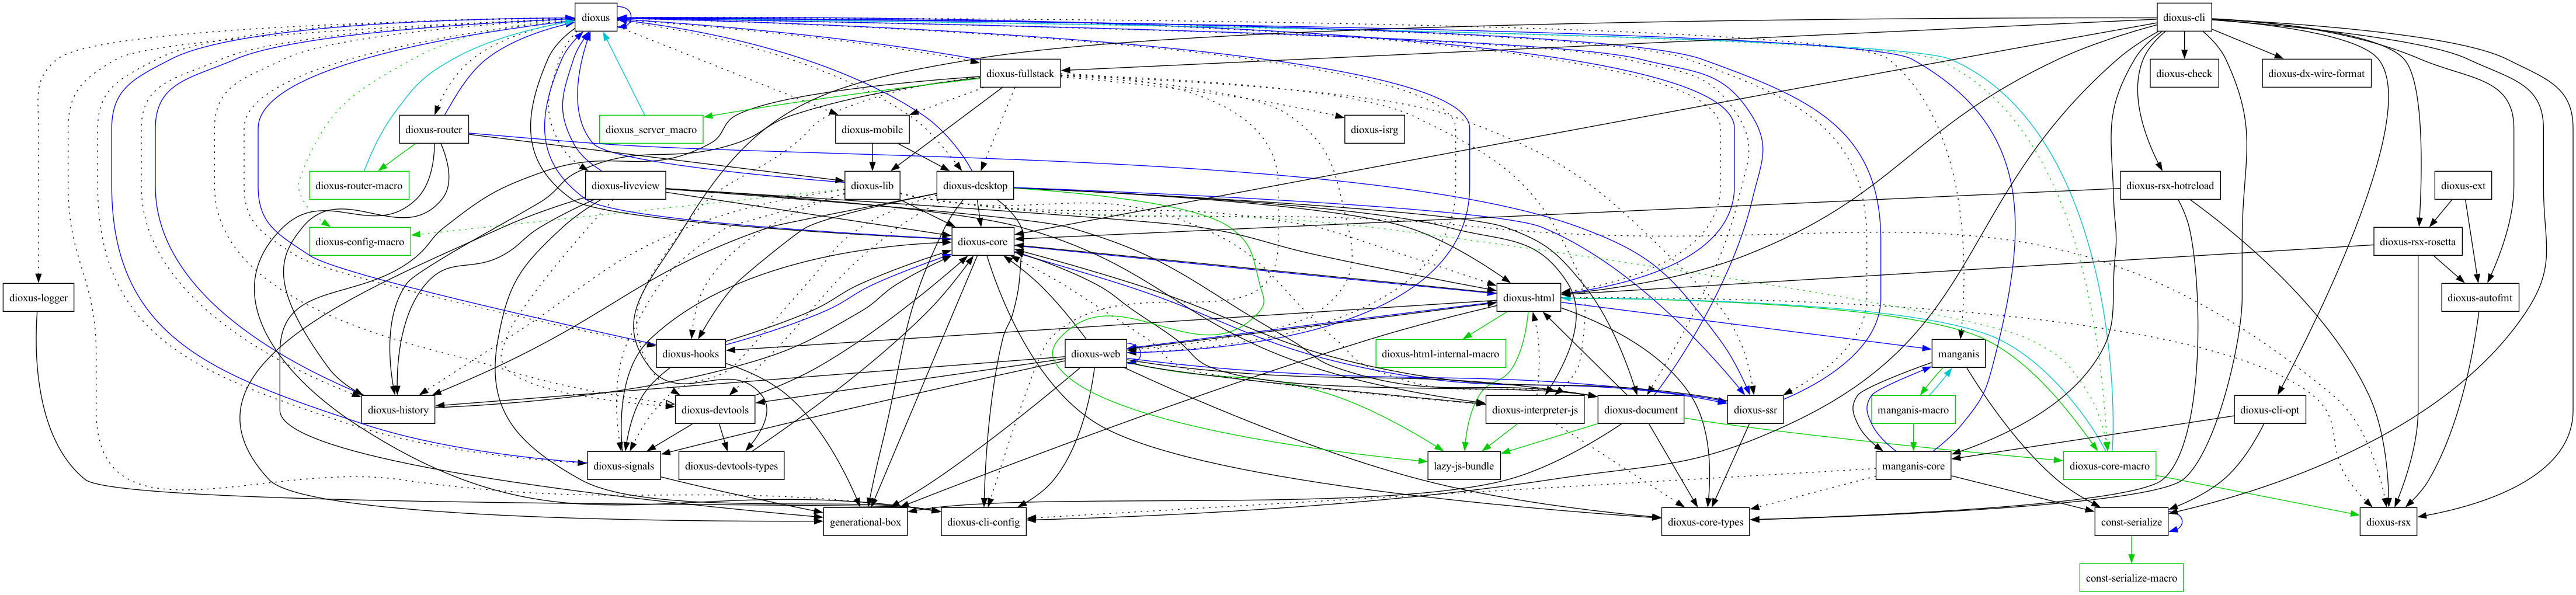 dioxus
dioxus-cli
dioxus-fullstack
dioxus-check
dioxus-dx-wire-format
dioxus-router
dioxus_server_macro
dioxus-mobile
dioxus-isrg
dioxus-router-macro
dioxus-liveview
dioxus-lib
dioxus-desktop
dioxus-rsx-hotreload
dioxus-ext
dioxus-config-macro
dioxus-core
dioxus-rsx-rosetta
dioxus-logger
dioxus-html
dioxus-autofmt
dioxus-hooks
dioxus-web
dioxus-html-internal-macro
manganis
dioxus-history
dioxus-devtools
dioxus-interpreter-js
dioxus-document
dioxus-ssr
manganis-macro
dioxus-cli-opt
dioxus-signals
dioxus-devtools-types
lazy-js-bundle
manganis-core
dioxus-core-macro
generational-box
dioxus-cli-config
dioxus-core-types
const-serialize
dioxus-rsx
const-serialize-macro